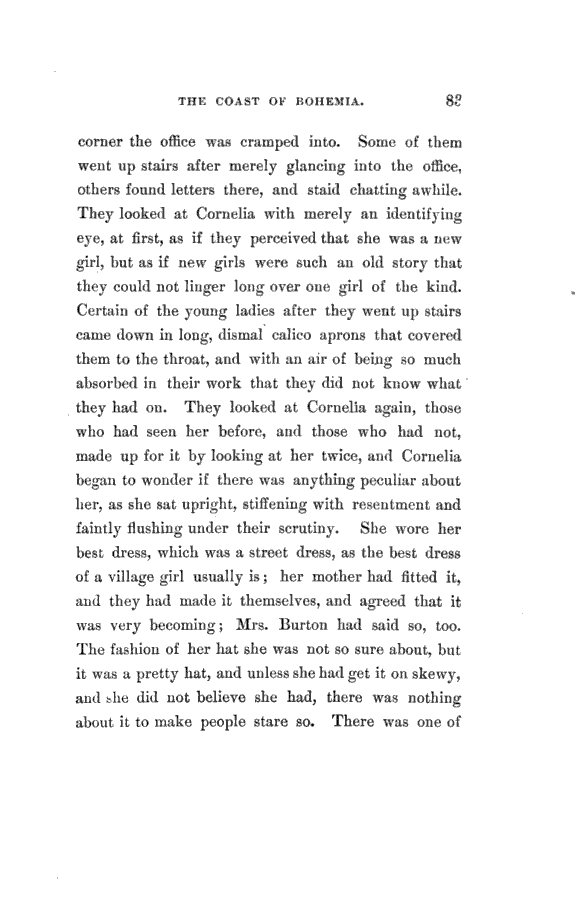 THE COAST OF BOHEMIA. 83
corner the office was cramped into. Some of them
went up stairs after merely glancing into the office,
others found letters there, and staid chatting awhile.
They looked at Cornelia with merely an identifying
eye, at first, as if they perceived that she was a new
girl, but as if new girls were such an old story that
they could not linger long over one girl of the kind.
Certain of the young ladies after they went up stairs
came down in long, dismal calico aprons that covered
them to the throat, and with an air of being so much
absorbed in their work that they did not know what
they had on. They looked at Cornelia again, those
who had seen her before, and those who had not,
made up for it by looking at her twice, and Cornelia
began to wonder if there was anything peculiar about
her, as she sat upright, stiffening with resentment and
faintly flushing under their scrutiny. She wore her
best dress, which was a street dress, as the best dress
of a village girl usually is; her mother had fitted it,
and they had made it themselves, and agreed that it
was very becoming; Mrs. Burton had said so, too.
The fashion of her hat she was not so sure about, but
it was a pretty hat, and unless she had get it on skewy,
and she did not believe she had, there was nothing
about it to make people stare so. There was one of